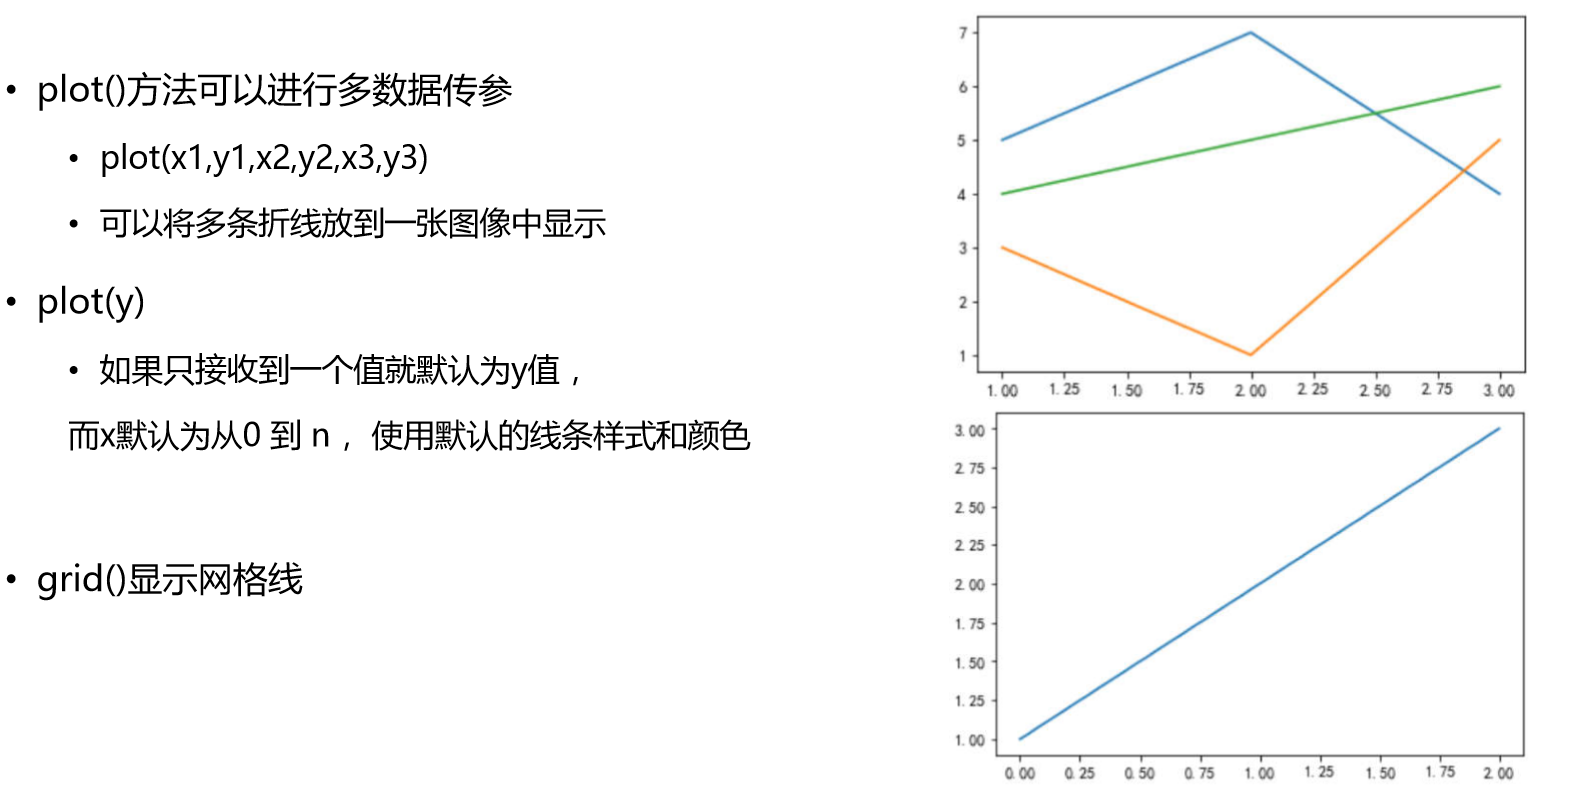 • plot()方法可以进行多数据传参
• plot(x1,y1,x2,y2,x3,y3)
• 可以将多条折线放到一张图像中显示
• plot(y)
• 如果只接收到一个值就默认为y值，
而x默认为从0 到 n ，使用默认的线条样式和颜色
• grid()显示网格线
7
6
5
4
3
2
1
1.00 1.25 1.50 1.75 2.00 2.25 2.50 2.75 3.00
3.00
2.75
2.50
2.25
2.00
1.75
1.50
1.25
1.00
0.00 0.25 0.50 0.75 1.00 1.25 1.50 1.75 2.00